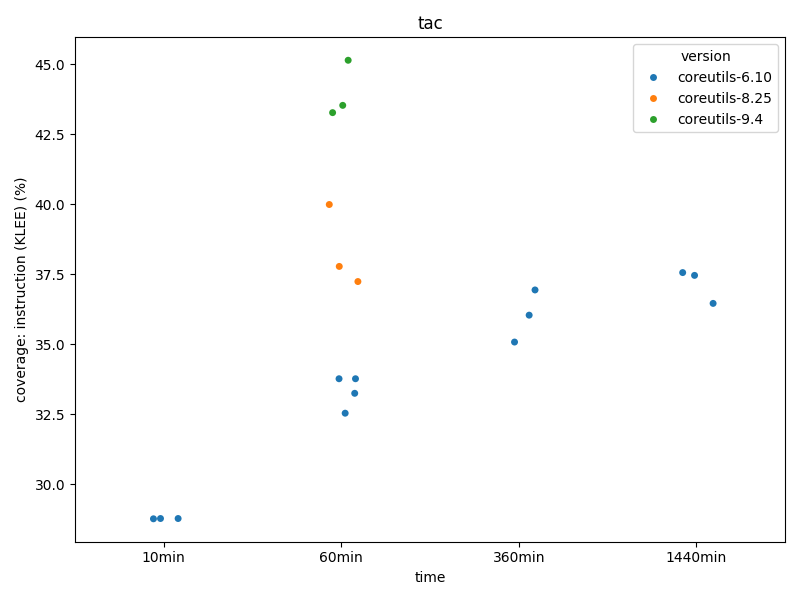 tac
version
coreutils-6.10
coreutils-8.25
coreutils-9.4
coverage: instruction (KLEE) (%)
45.0
42.5
40.0
37.5
35.0
32.5
30.0
10min
60min
360min
1440min
time